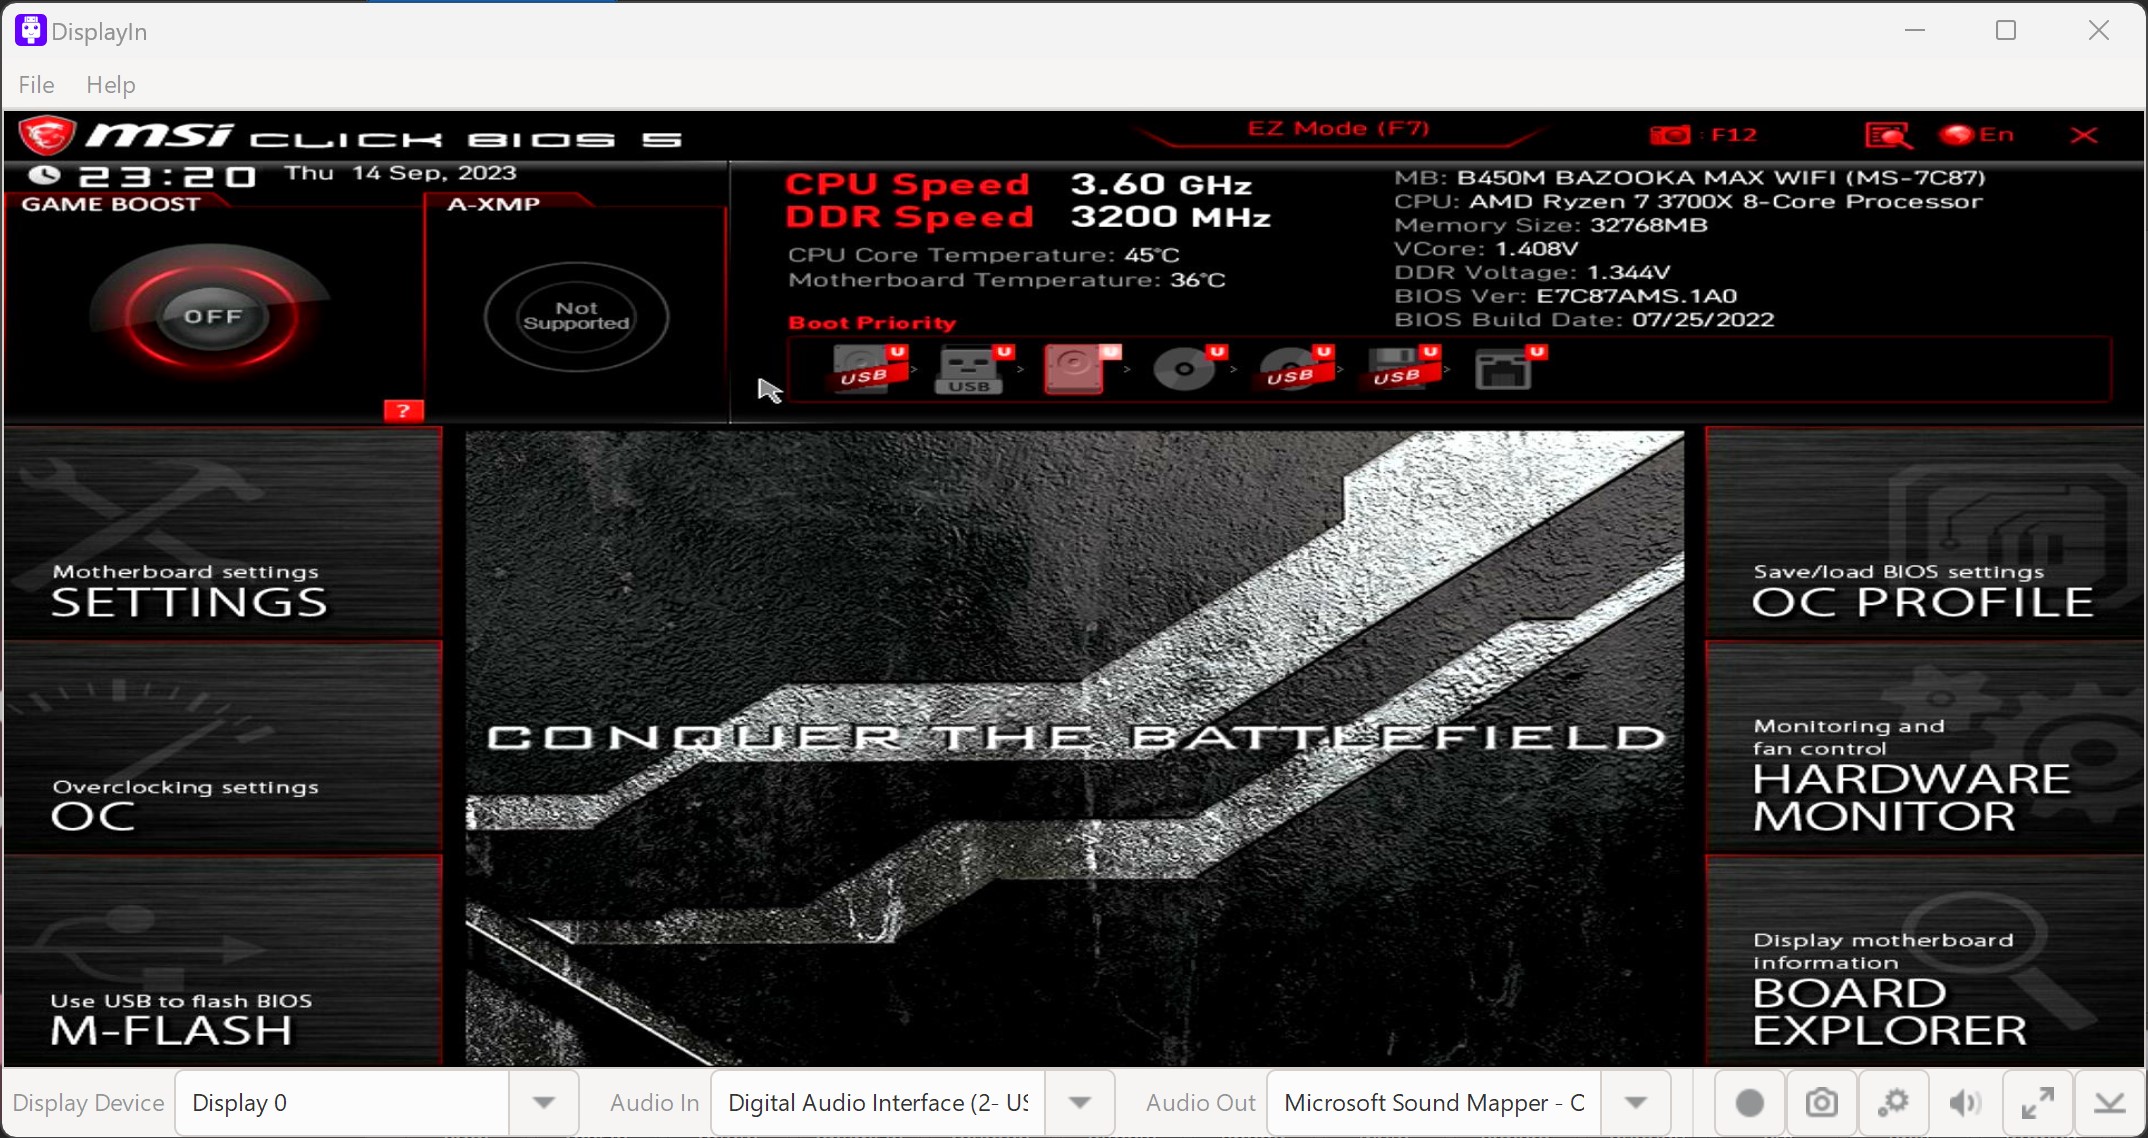 DisplayIn
File Help
msi CLICK BIOS 5
EZ Mode (F7)
: F12
En
23:20 Thu 14 Sep, 2023
GAME BOOST
OFF
?
A-XMP
Not
Supported
CPU Speed 3.60 GHz
DDR Speed 3200 MHz
CPU Core Temperature: 45°C
Motherboard Temperature: 36°C
MB: B450M BAZOOKA MAX WIFI (MS-7C87)
CPU: AMD Ryzen 7 3700X 8-Core Processor
Memory Size: 32768MB
VCore: 1.408V
DDR Voltage: 1.344V
BIOS Ver: E7C87AMS.1A0
BIOS Build Date: 07/25/2022
Boot Priority
U U U U U U U
USB USB USB USB
Motherboard settings
SETTINGS
Overclocking settings
OC
Use USB to flash BIOS
M-FLASH
CONQUER THE BATTLEFIELD
Save/load BIOS settings
OC PROFILE
Monitoring and
fan control
HARDWARE
MONITOR
Display motherboard
information
BOARD
EXPLORER
Display Device Display 0 Audio In Digital Audio Interface (2- US Audio Out Microsoft Sound Mapper - O